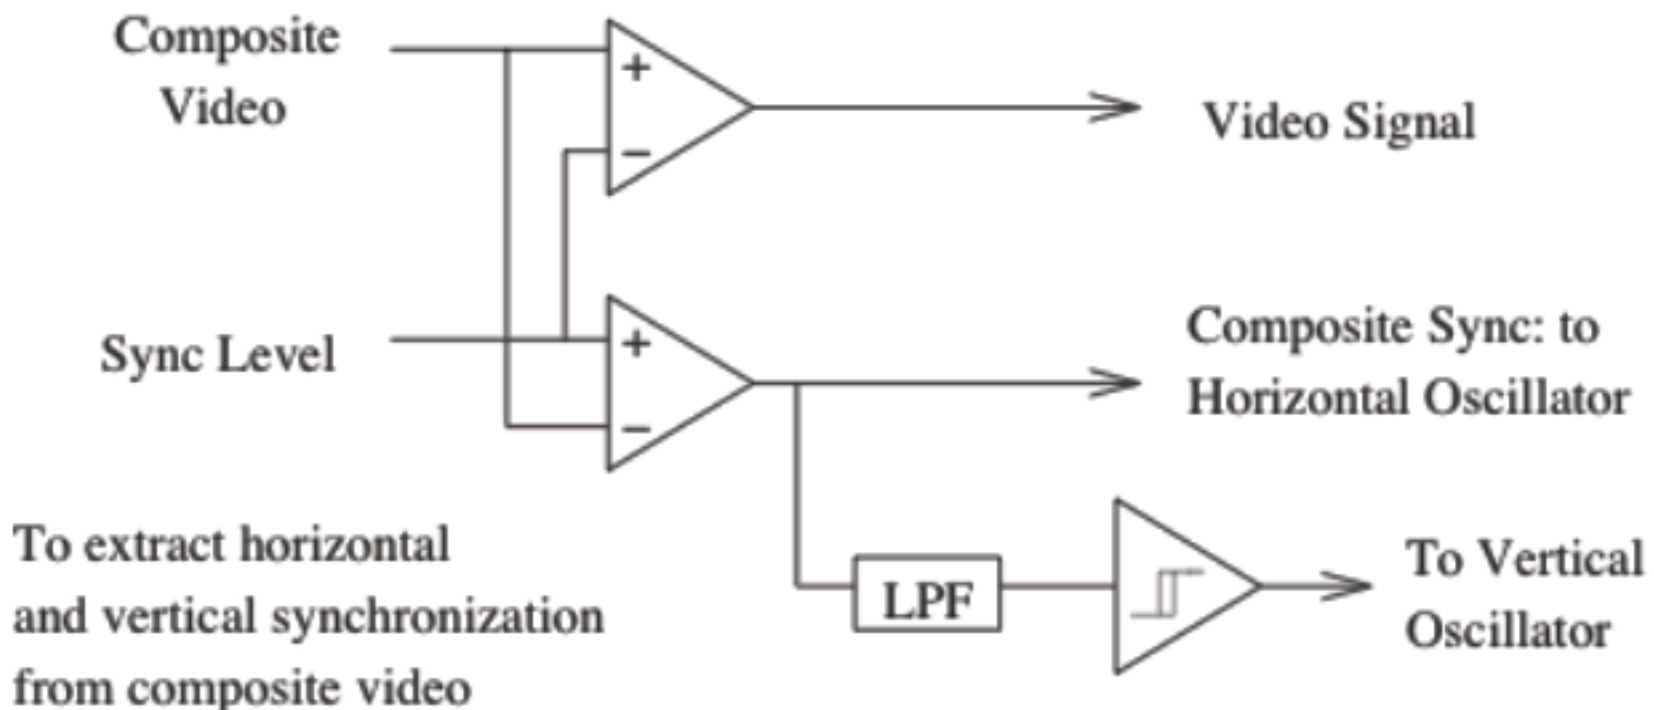 Composite
Video
+
−
Video Signal
Sync Level
+
−
Composite Sync: to
Horizontal Oscillator
LPF
To Vertical
Oscillator
To extract horizontal
and vertical synchronization
from composite video